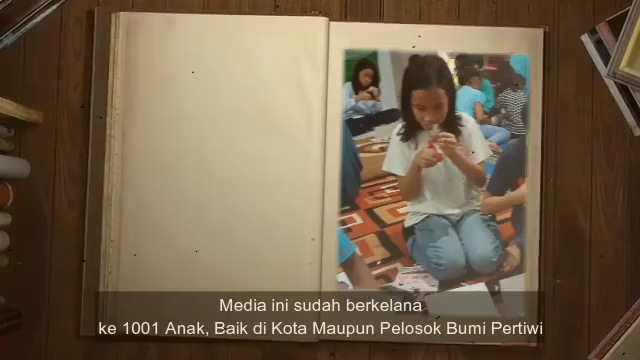 Media ini sudah berkelana
ke 1001 Anak, Baik di Kota Maupun Pelosok Bumi Pertiwi